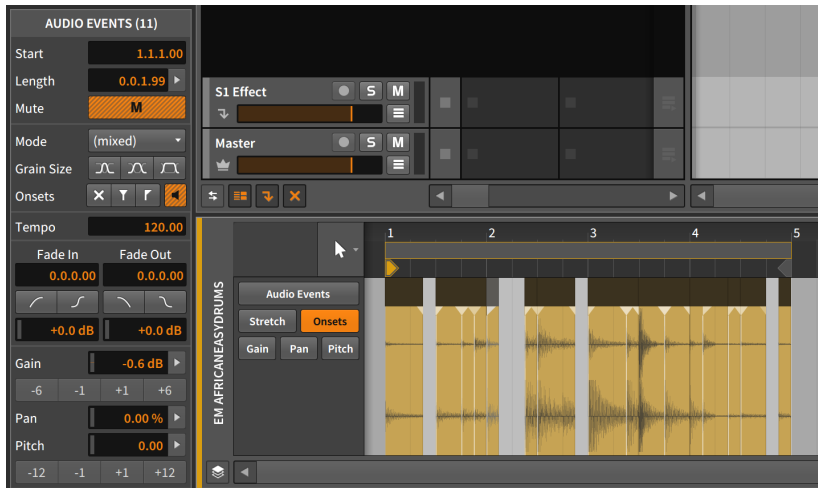 AUDIO EVENTS (11)
Start 1.1.1.00
Length 0.0.1.99
Mute M
Mode (mixed)
Grain Size
Onsets
Tempo 120.00
Fade In Fade Out
0.0.0.00 0.0.0.00
+0.0 dB +0.0 dB
Gain -0.6 dB
-6 -1 +1 +6
Pan 0.00 %
Pitch 0.00
-12 -1 +1 +12
S1 Effect S M
Master S M
1 2 3 4 5
EM AFRICANEASYDRUMS
Audio Events
Stretch Onsets
Gain Pan Pitch